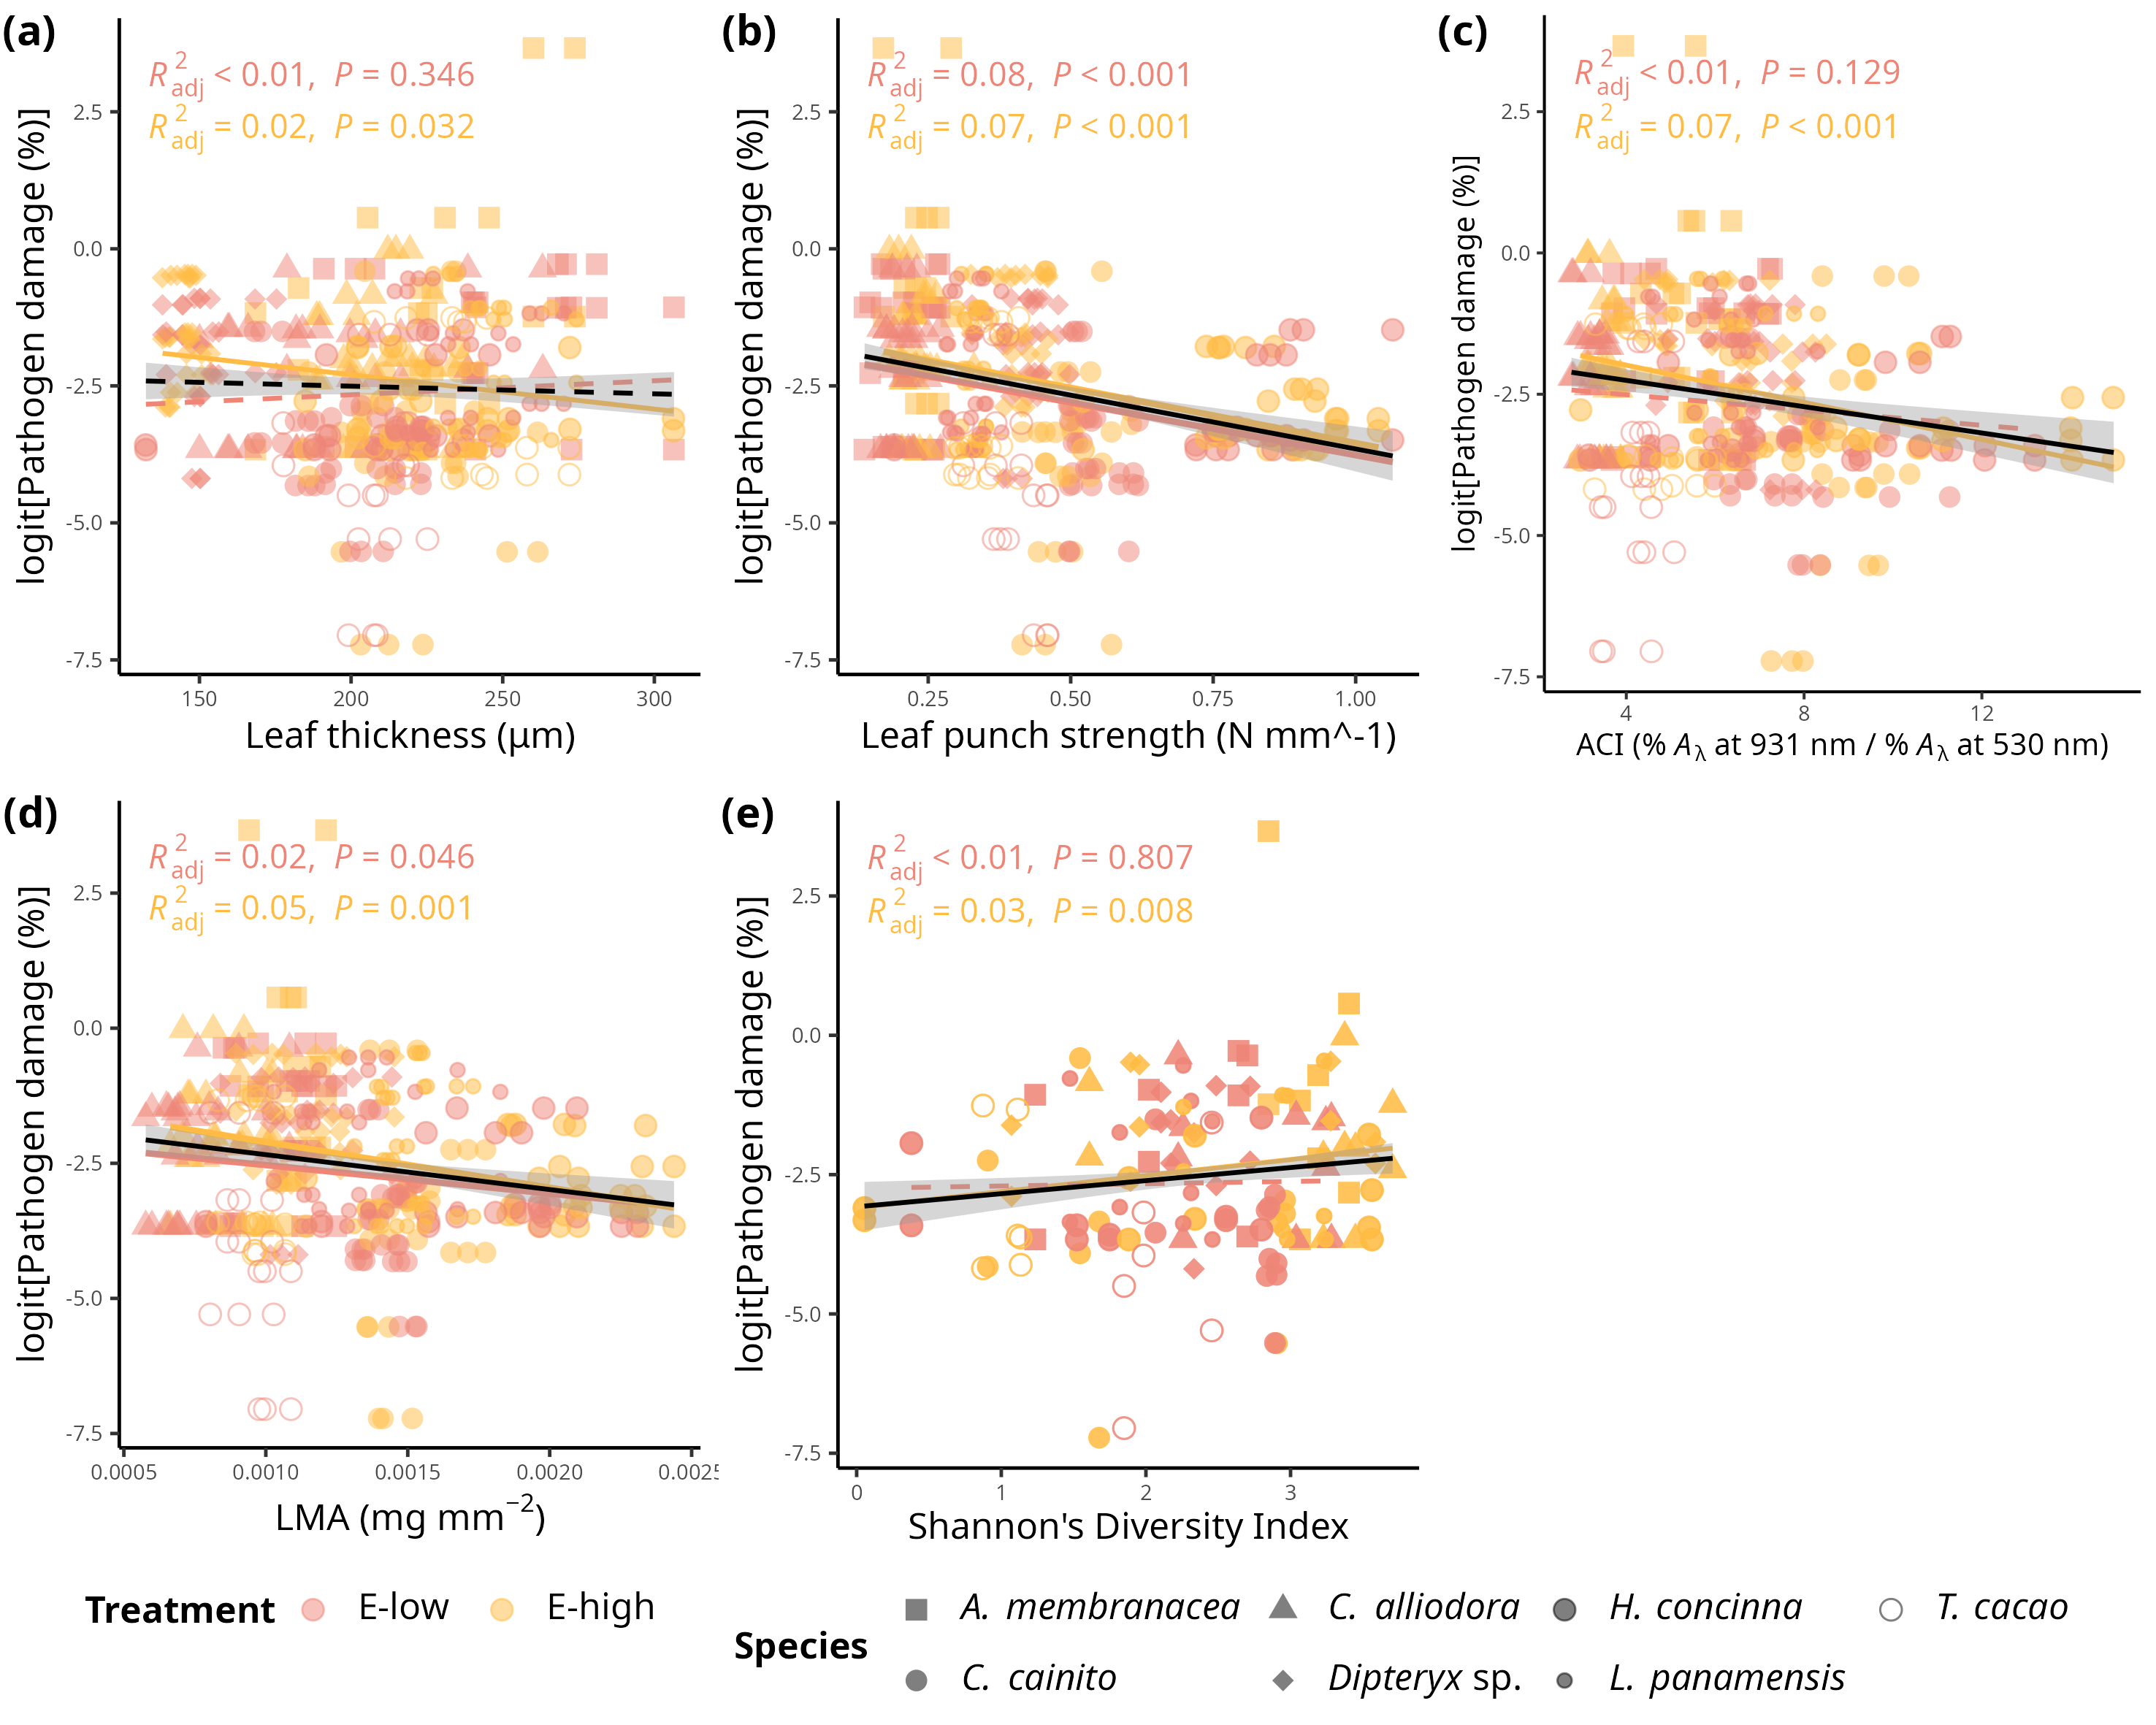 (a)
R²adj < 0.01, P = 0.346
R²adj = 0.02, P = 0.032
logit[Pathogen damage (%)]
2.5
0.0
-2.5
-5.0
-7.5
150 200 250 300
Leaf thickness (µm)
(b)
R²adj = 0.08, P < 0.001
R²adj = 0.07, P < 0.001
logit[Pathogen damage (%)]
2.5
0.0
-2.5
-5.0
-7.5
0.25 0.50 0.75 1.00
Leaf punch strength (N mm^-1)
(c)
R²adj < 0.01, P = 0.129
R²adj = 0.07, P < 0.001
logit[Pathogen damage (%)]
2.5
0.0
-2.5
-5.0
-7.5
4 8 12
ACI (% Aλ at 931 nm / % Aλ at 530 nm)
(d)
R²adj = 0.02, P = 0.046
R²adj = 0.05, P = 0.001
logit[Pathogen damage (%)]
2.5
0.0
-2.5
-5.0
-7.5
0.0005 0.0010 0.0015 0.0020 0.0025
LMA (mg mm⁻²)
(e)
R²adj < 0.01, P = 0.807
R²adj = 0.03, P = 0.008
logit[Pathogen damage (%)]
2.5
0.0
-2.5
-5.0
-7.5
0 1 2 3
Shannon's Diversity Index
Treatment E-low E-high
Species
A. membranacea C. alliodora H. concinna T. cacao
C. cainito Dipteryx sp. L. panamensis